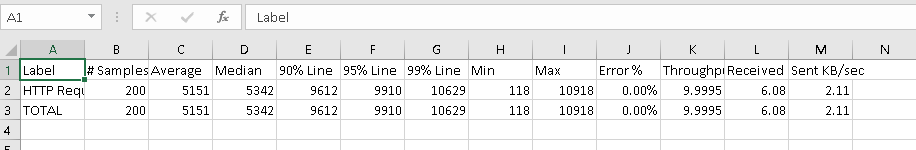 A1 fx Label
A B C D E F G H I J K L M N
1 Label # Samples Average Median 90% Line 95% Line 99% Line Min Max Error % Throughpu Received Sent KB/sec
2 HTTP Requ 200 5151 5342 9612 9910 10629 118 10918 0.00% 9.9995 6.08 2.11
3 TOTAL 200 5151 5342 9612 9910 10629 118 10918 0.00% 9.9995 6.08 2.11
4